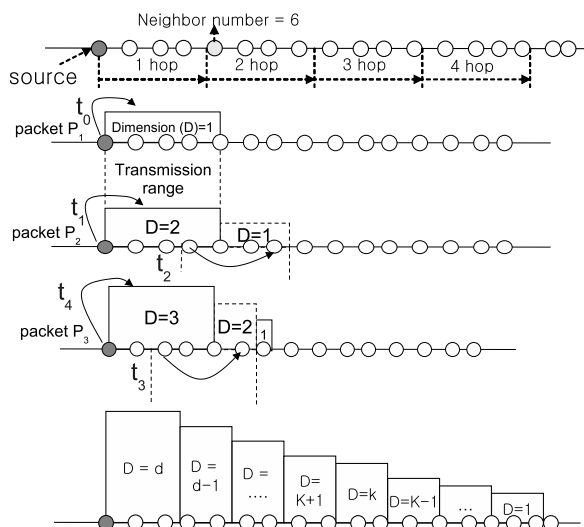 Neighbor number = 6
source
1 hop
2 hop
3 hop
4 hop
t0
packet P1
Dimension (D)=1
Transmission
range
t1
packet P2
D=2
D=1
t2
t4
packet P3
D=3
D=2
1
t3
D = d
D =
d-1
D =
....
D=
K+1
D=k
D=K-1
...
D=1